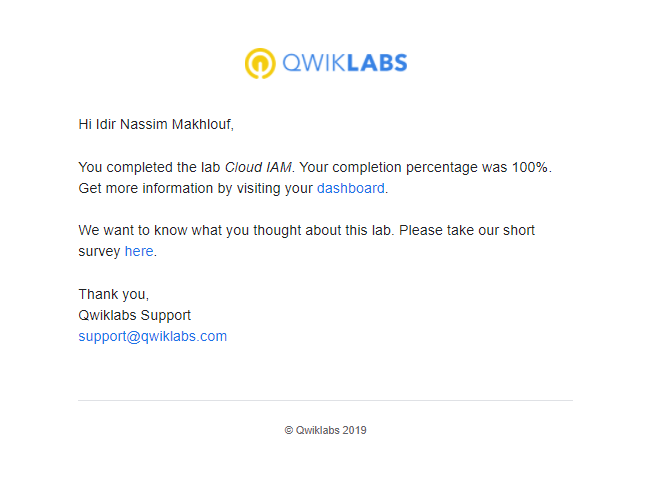 QWIKLABS
Hi Idir Nassim Makhlouf,
You completed the lab Cloud IAM. Your completion percentage was 100%.
Get more information by visiting your dashboard.
We want to know what you thought about this lab. Please take our short
survey here.
Thank you,
Qwiklabs Support
support@qwiklabs.com
© Qwiklabs 2019